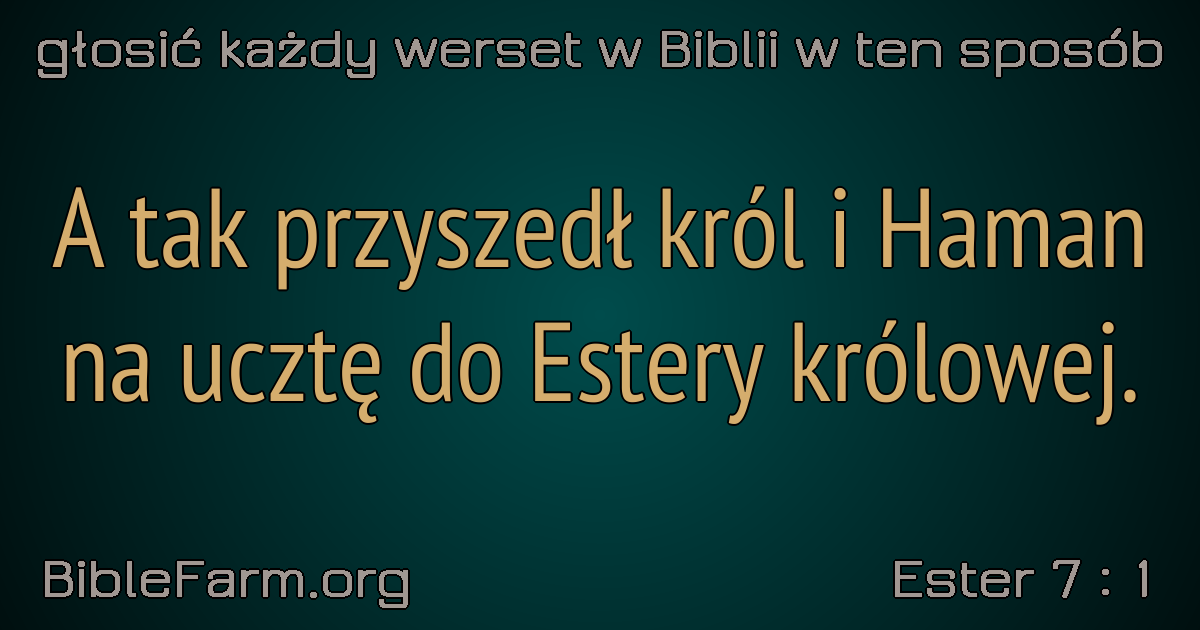 głosić każdy werset w Biblii w ten sposób
A tak przyszedł król i Haman
na ucztę do Estery królowej.
BibleFarm.org
Ester 7 : 1